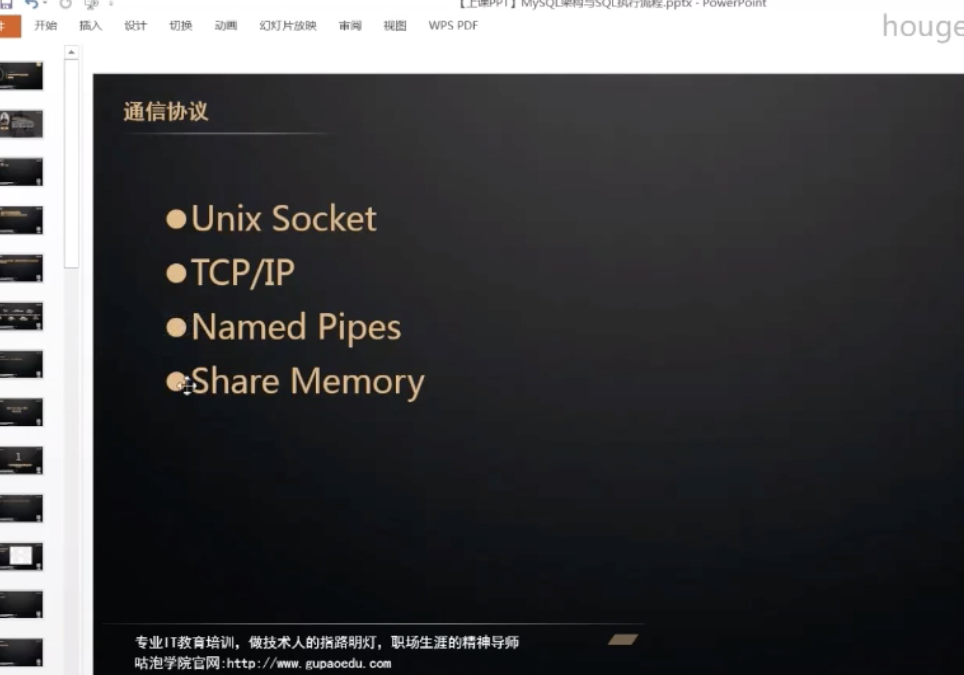 【上课PPT】MySQL架构与SQL执行流程.pptx - PowerPoint
开始 插入 设计 切换 动画 幻灯片放映 审阅 视图 WPS PDF
houge
通信协议
●Unix Socket
●TCP/IP
●Named Pipes
●Share Memory
1
专业IT教育培训，做技术人的指路明灯，职场生涯的精神导师
咕泡学院官网:http://www.gupaoedu.com